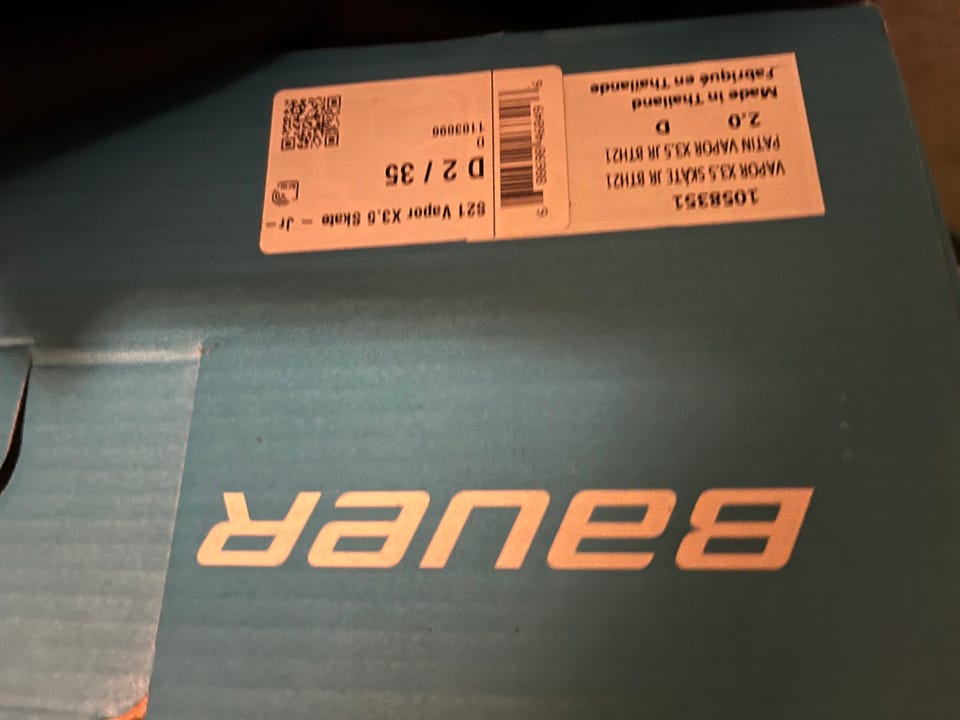 BAUER
1058351
VAPOR X3.5 SKATE JR BTH21
PATIN VAPOR X3.5 JR BTH21
2.0 D
Made in Thailand
Fabriqué en Thaïlande
S21 Vapor X3.5 Skate - Jr-
D 2 / 35
D
1103096